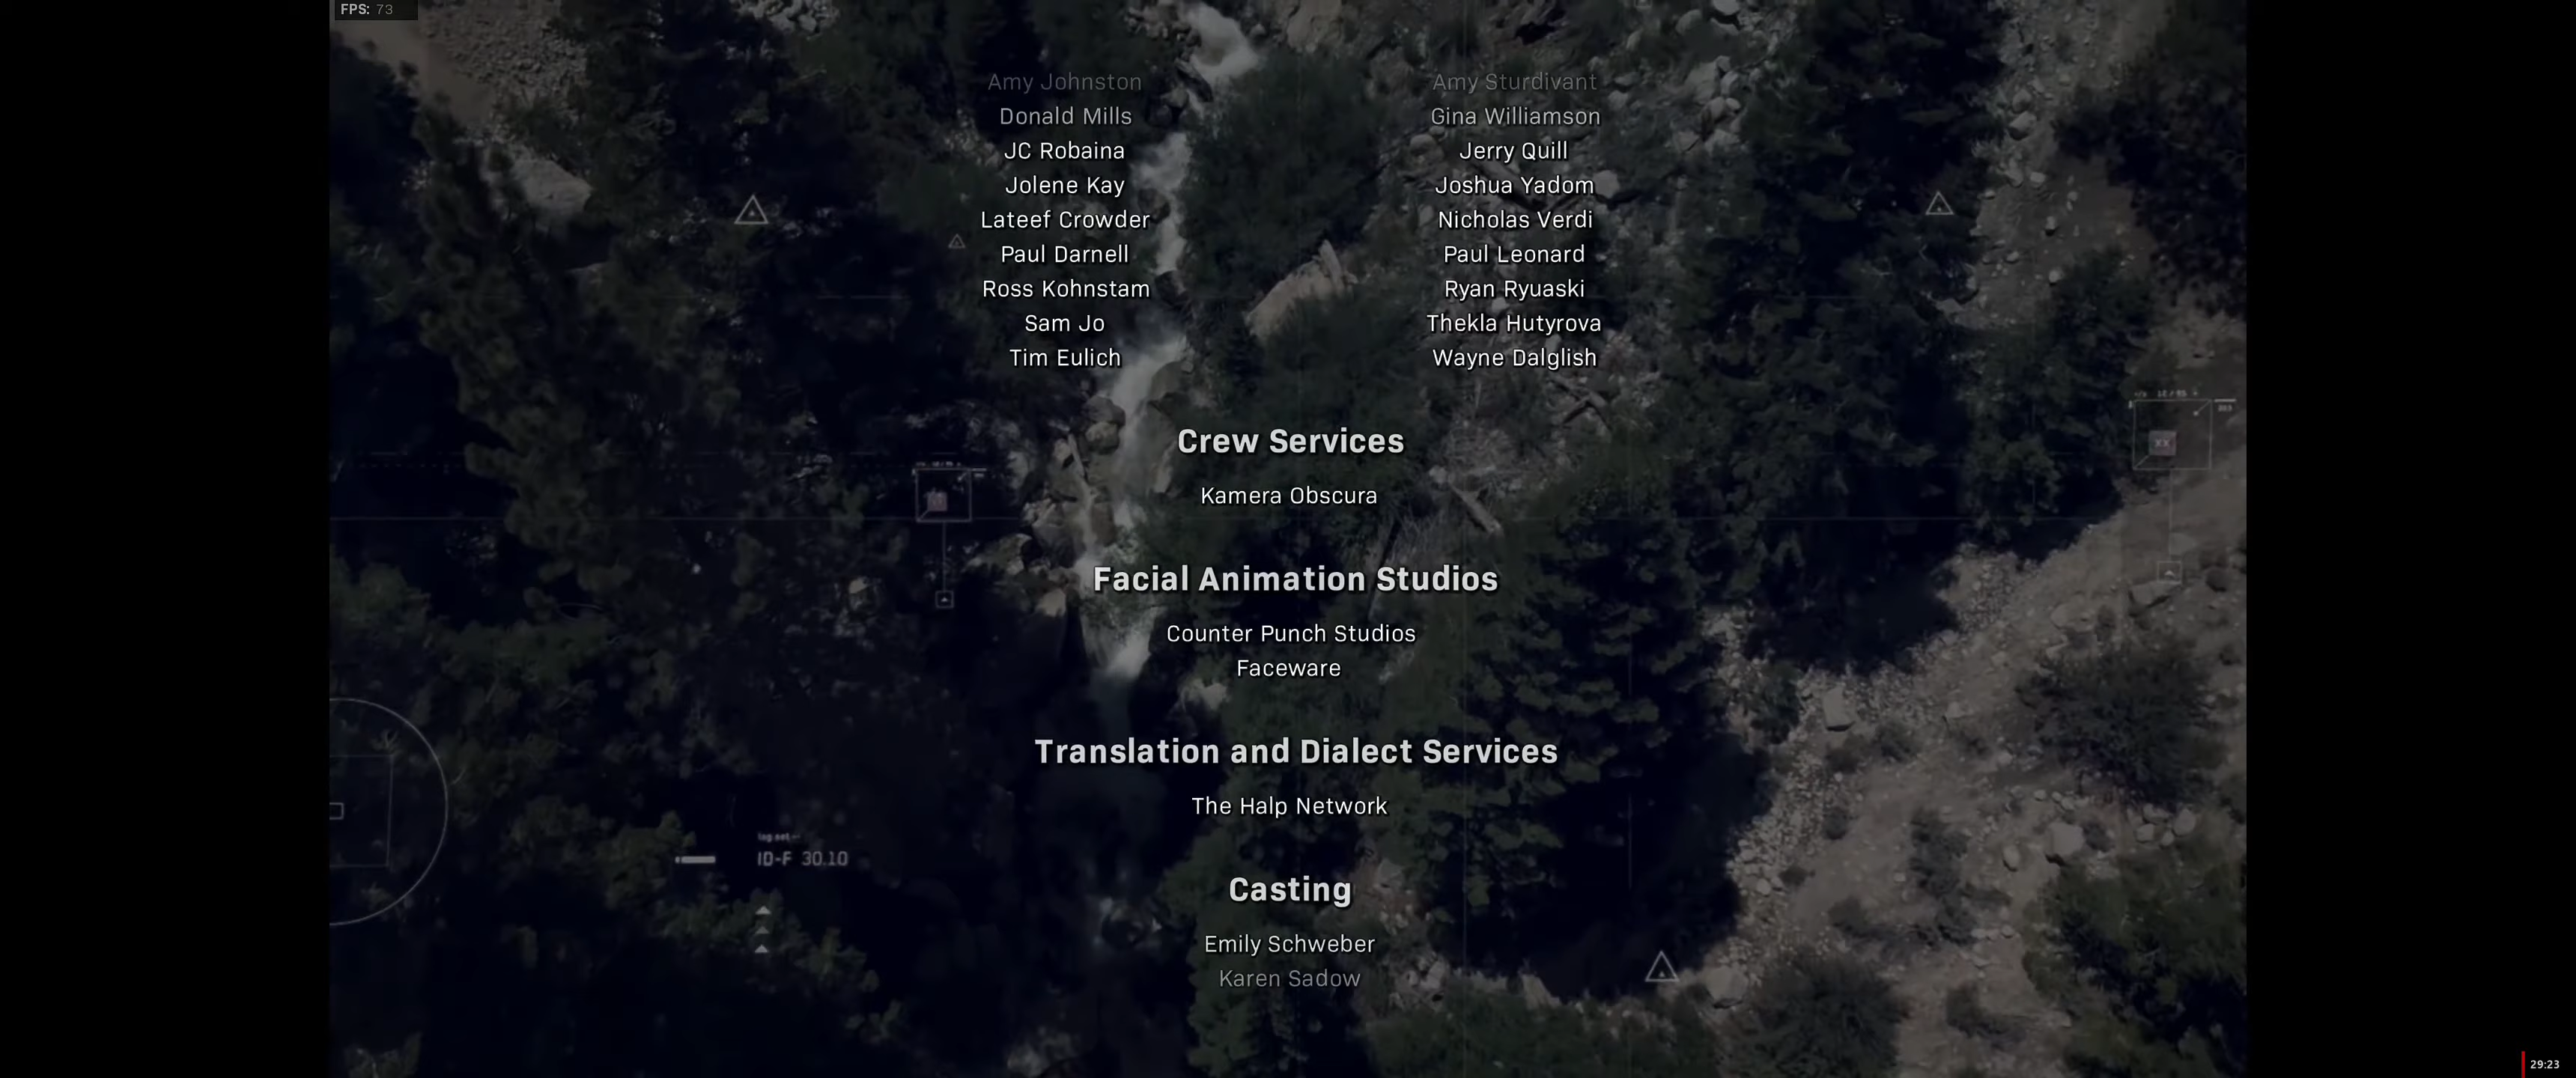 FPS: 73
Amy Johnston
Amy Sturdivant
Donald Mills
Gina Williamson
JC Robaina
Jerry Quill
Jolene Kay
Joshua Yadom
Lateef Crowder
Nicholas Verdi
Paul Darnell
Paul Leonard
Ross Kohnstam
Ryan Ryuaski
Sam Jo
Thekla Hutyrova
Tim Eulich
Wayne Dalglish
Crew Services
Kamera Obscura
Facial Animation Studios
Counter Punch Studios
Faceware
Translation and Dialect Services
The Halp Network
log set
ID-F 30.10
Casting
Emily Schweber
Karen Sadow
29:23